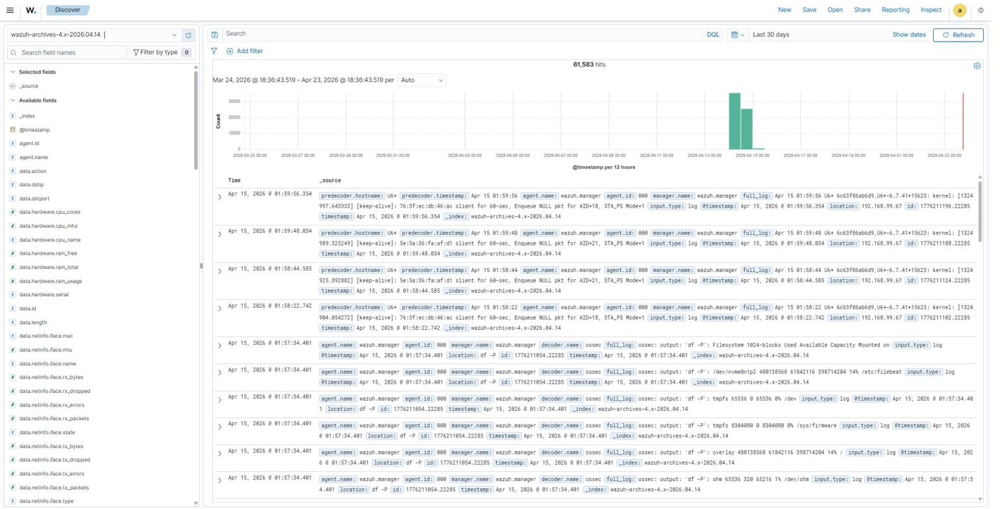 W. Discover New Save Open Share Reporting Inspect a
wazuh-archives-4.x-2026.04.14
Search field names Filter by type 0
Selected fields
_source
Available fields
_index
@timestamp
agent.id
agent.name
data.action
data.dstip
data.dstport
data.hardware.cpu_cores
data.hardware.cpu_mhz
data.hardware.cpu_name
data.hardware.ram_free
data.hardware.ram_total
data.hardware.ram_usage
data.hardware.serial
data.id
data.length
data.netinfo.iface.mac
data.netinfo.iface.mtu
data.netinfo.iface.name
data.netinfo.iface.rx_bytes
data.netinfo.iface.rx_dropped
data.netinfo.iface.rx_errors
data.netinfo.iface.rx_packets
data.netinfo.iface.state
data.netinfo.iface.tx_bytes
data.netinfo.iface.tx_dropped
data.netinfo.iface.tx_errors
data.netinfo.iface.tx_packets
data.netinfo.iface.type
Search DQL Last 30 days Show dates Refresh
Add filter
61,583 hits
Mar 24, 2026 @ 18:36:43.519 - Apr 23, 2026 @ 18:36:43.519 per Auto
Count
30000
20000
10000
0
2026-03-25 00:00 2026-03-27 00:00 2026-03-29 00:00 2026-03-31 00:00 2026-04-03 00:00 2026-04-05 00:00 2026-04-07 00:00 2026-04-09 00:00 2026-04-11 00:00 2026-04-13 00:00 2026-04-15 00:00 2026-04-17 00:00 2026-04-19 00:00 2026-04-21 00:00 2026-04-23 00:00
@timestamp per 12 hours
Time _source
Apr 15, 2026 @ 01:59:56.354 predecoder.hostname: U6+ predecoder.timestamp: Apr 15 01:59:56 agent.name: wazuh.manager agent.id: 000 manager.name: wazuh.manager full_log: Apr 15 01:59:56 U6+ 6c63f86ab6d9,U6+-6.7.41+15623: kernel: [1324
997.643333] [keep-alive]: 76:3f:ec:db:46:ac client for 60-sec, Enqueue NULL pkt for AID=18, STA_PS Mode=1 input.type: log @timestamp: Apr 15, 2026 @ 01:59:56.354 location: 192.168.99.67 id: 1776211196.22285
timestamp: Apr 15, 2026 @ 01:59:56.354 _index: wazuh-archives-4.x-2026.04.14
Apr 15, 2026 @ 01:59:48.034 predecoder.hostname: U6+ predecoder.timestamp: Apr 15 01:59:48 agent.name: wazuh.manager agent.id: 000 manager.name: wazuh.manager full_log: Apr 15 01:59:48 U6+ 6c63f86ab6d9,U6+-6.7.41+15623: kernel: [1324
989.325249] [keep-alive]: 5e:5a:36:fa:af:d1 client for 60-sec, Enqueue NULL pkt for AID=21, STA_PS Mode=1 input.type: log @timestamp: Apr 15, 2026 @ 01:59:48.034 location: 192.168.99.67 id: 1776211188.22285
timestamp: Apr 15, 2026 @ 01:59:48.034 _index: wazuh-archives-4.x-2026.04.14
Apr 15, 2026 @ 01:58:44.585 predecoder.hostname: U6+ predecoder.timestamp: Apr 15 01:58:44 agent.name: wazuh.manager agent.id: 000 manager.name: wazuh.manager full_log: Apr 15 01:58:44 U6+ 6c63f86ab6d9,U6+-6.7.41+15623: kernel: [1324
925.892882] [keep-alive]: 5e:5a:36:fa:af:d1 client for 60-sec, Enqueue NULL pkt for AID=21, STA_PS Mode=1 input.type: log @timestamp: Apr 15, 2026 @ 01:58:44.585 location: 192.168.99.67 id: 1776211124.22285
timestamp: Apr 15, 2026 @ 01:58:44.585 _index: wazuh-archives-4.x-2026.04.14
Apr 15, 2026 @ 01:58:22.742 predecoder.hostname: U6+ predecoder.timestamp: Apr 15 01:58:22 agent.name: wazuh.manager agent.id: 000 manager.name: wazuh.manager full_log: Apr 15 01:58:22 U6+ 6c63f86ab6d9,U6+-6.7.41+15623: kernel: [1324
904.054272] [keep-alive]: 76:3f:ec:db:46:ac client for 60-sec, Enqueue NULL pkt for AID=18, STA_PS Mode=1 input.type: log @timestamp: Apr 15, 2026 @ 01:58:22.742 location: 192.168.99.67 id: 1776211102.22285
timestamp: Apr 15, 2026 @ 01:58:22.742 _index: wazuh-archives-4.x-2026.04.14
Apr 15, 2026 @ 01:57:34.401 agent.name: wazuh.manager agent.id: 000 manager.name: wazuh.manager decoder.name: ossec full_log: ossec: output: 'df -P': Filesystem 1024-blocks Used Available Capacity Mounted on input.type: log
@timestamp: Apr 15, 2026 @ 01:57:34.401 location: df -P id: 1776211054.22285 timestamp: Apr 15, 2026 @ 01:57:34.401 _index: wazuh-archives-4.x-2026.04.14
Apr 15, 2026 @ 01:57:34.401 agent.name: wazuh.manager agent.id: 000 manager.name: wazuh.manager decoder.name: ossec full_log: ossec: output: 'df -P': /dev/nvme0n1p2 480138568 61842116 398714204 14% /etc/filebeat input.type: log
@timestamp: Apr 15, 2026 @ 01:57:34.401 location: df -P id: 1776211054.22285 timestamp: Apr 15, 2026 @ 01:57:34.401 _index: wazuh-archives-4.x-2026.04.14
Apr 15, 2026 @ 01:57:34.401 agent.name: wazuh.manager agent.id: 000 manager.name: wazuh.manager decoder.name: ossec full_log: ossec: output: 'df -P': tmpfs 65536 0 65536 0% /dev input.type: log @timestamp: Apr 15, 2026 @ 01:57:34.40
1 location: df -P id: 1776211054.22285 timestamp: Apr 15, 2026 @ 01:57:34.401 _index: wazuh-archives-4.x-2026.04.14
Apr 15, 2026 @ 01:57:34.401 agent.name: wazuh.manager agent.id: 000 manager.name: wazuh.manager decoder.name: ossec full_log: ossec: output: 'df -P': tmpfs 8304080 0 8304080 0% /sys/firmware input.type: log @timestamp: Apr 15, 2026
@ 01:57:34.401 location: df -P id: 1776211054.22285 timestamp: Apr 15, 2026 @ 01:57:34.401 _index: wazuh-archives-4.x-2026.04.14
Apr 15, 2026 @ 01:57:34.401 agent.name: wazuh.manager agent.id: 000 manager.name: wazuh.manager decoder.name: ossec full_log: ossec: output: 'df -P': overlay 480138568 61842116 398714204 14% / input.type: log @timestamp: Apr 15, 202
6 @ 01:57:34.401 location: df -P id: 1776211054.22285 timestamp: Apr 15, 2026 @ 01:57:34.401 _index: wazuh-archives-4.x-2026.04.14
Apr 15, 2026 @ 01:57:34.401 agent.name: wazuh.manager agent.id: 000 manager.name: wazuh.manager decoder.name: ossec full_log: ossec: output: 'df -P': shm 65536 320 65216 1% /dev/shm input.type: log @timestamp: Apr 15, 2026 @ 01:57:3
4.401 location: df -P id: 1776211054.22285 timestamp: Apr 15, 2026 @ 01:57:34.401 _index: wazuh-archives-4.x-2026.04.14